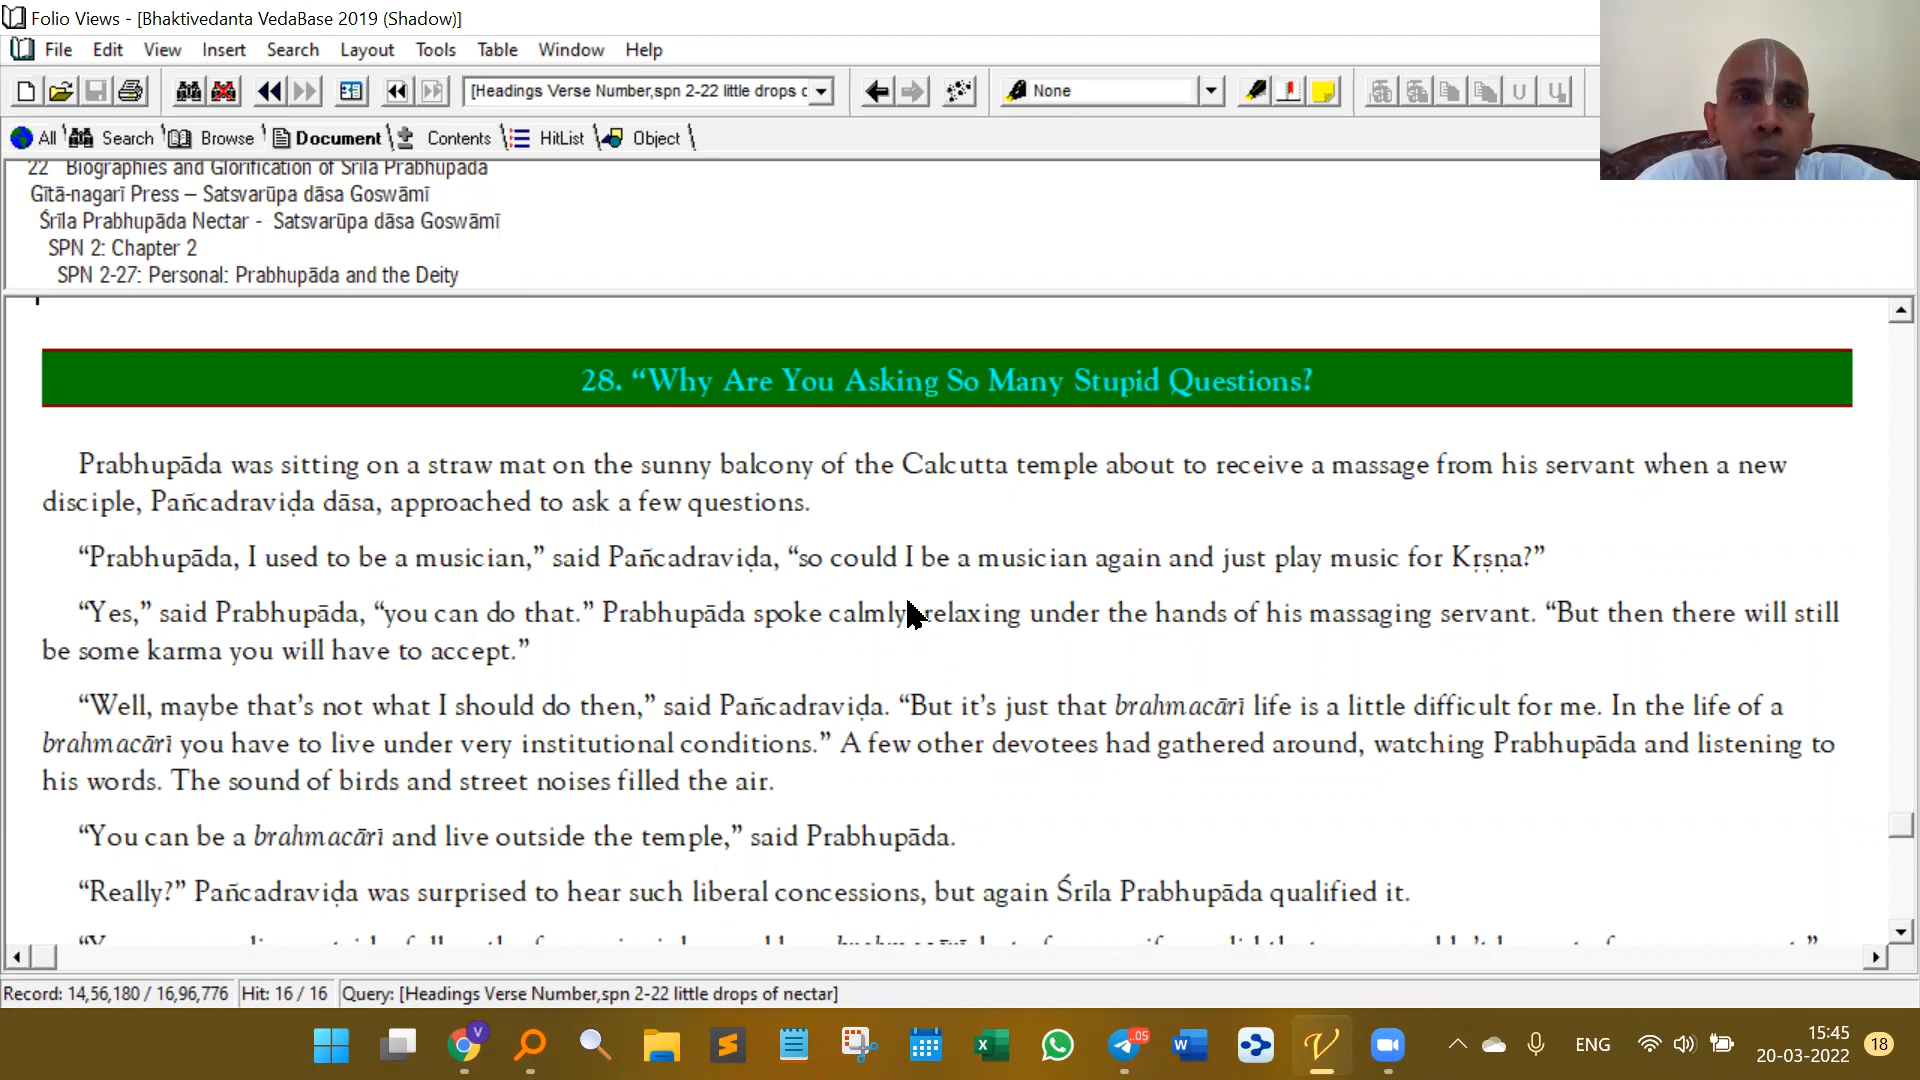 Folio Views - [Bhaktivedanta VedaBase 2019 (Shadow)]
File Edit View Insert Search Layout Tools Table Window Help
[Headings Verse Number,spn 2-22 little drops c None
All Search Browse Document Contents HitList Object
22 Biographies and Glorification of Śrīla Prabhupāda
Gītā-nagarī Press – Satsvarūpa dāsa Goswāmī
Śrīla Prabhupāda Nectar - Satsvarūpa dāsa Goswāmī
SPN 2: Chapter 2
SPN 2-27: Personal: Prabhupāda and the Deity
28. “Why Are You Asking So Many Stupid Questions?
Prabhupāda was sitting on a straw mat on the sunny balcony of the Calcutta temple about to receive a massage from his servant when a new
disciple, Pañcadraviḍa dāsa, approached to ask a few questions.
“Prabhupāda, I used to be a musician,” said Pañcadraviḍa, “so could I be a musician again and just play music for Kṛṣṇa?”
“Yes,” said Prabhupāda, “you can do that.” Prabhupāda spoke calmly, relaxing under the hands of his massaging servant. “But then there will still
be some karma you will have to accept.”
“Well, maybe that’s not what I should do then,” said Pañcadraviḍa. “But it’s just that brahmacārī life is a little difficult for me. In the life of a
brahmacārī you have to live under very institutional conditions.” A few other devotees had gathered around, watching Prabhupāda and listening to
his words. The sound of birds and street noises filled the air.
“You can be a brahmacārī and live outside the temple,” said Prabhupāda.
“Really?” Pañcadraviḍa was surprised to hear such liberal concessions, but again Śrīla Prabhupāda qualified it.
Record: 14,56,180 / 16,96,776 Hit: 16 / 16 Query: [Headings Verse Number,spn 2-22 little drops of nectar]
V .05 ENG 15:45 18
20-03-2022